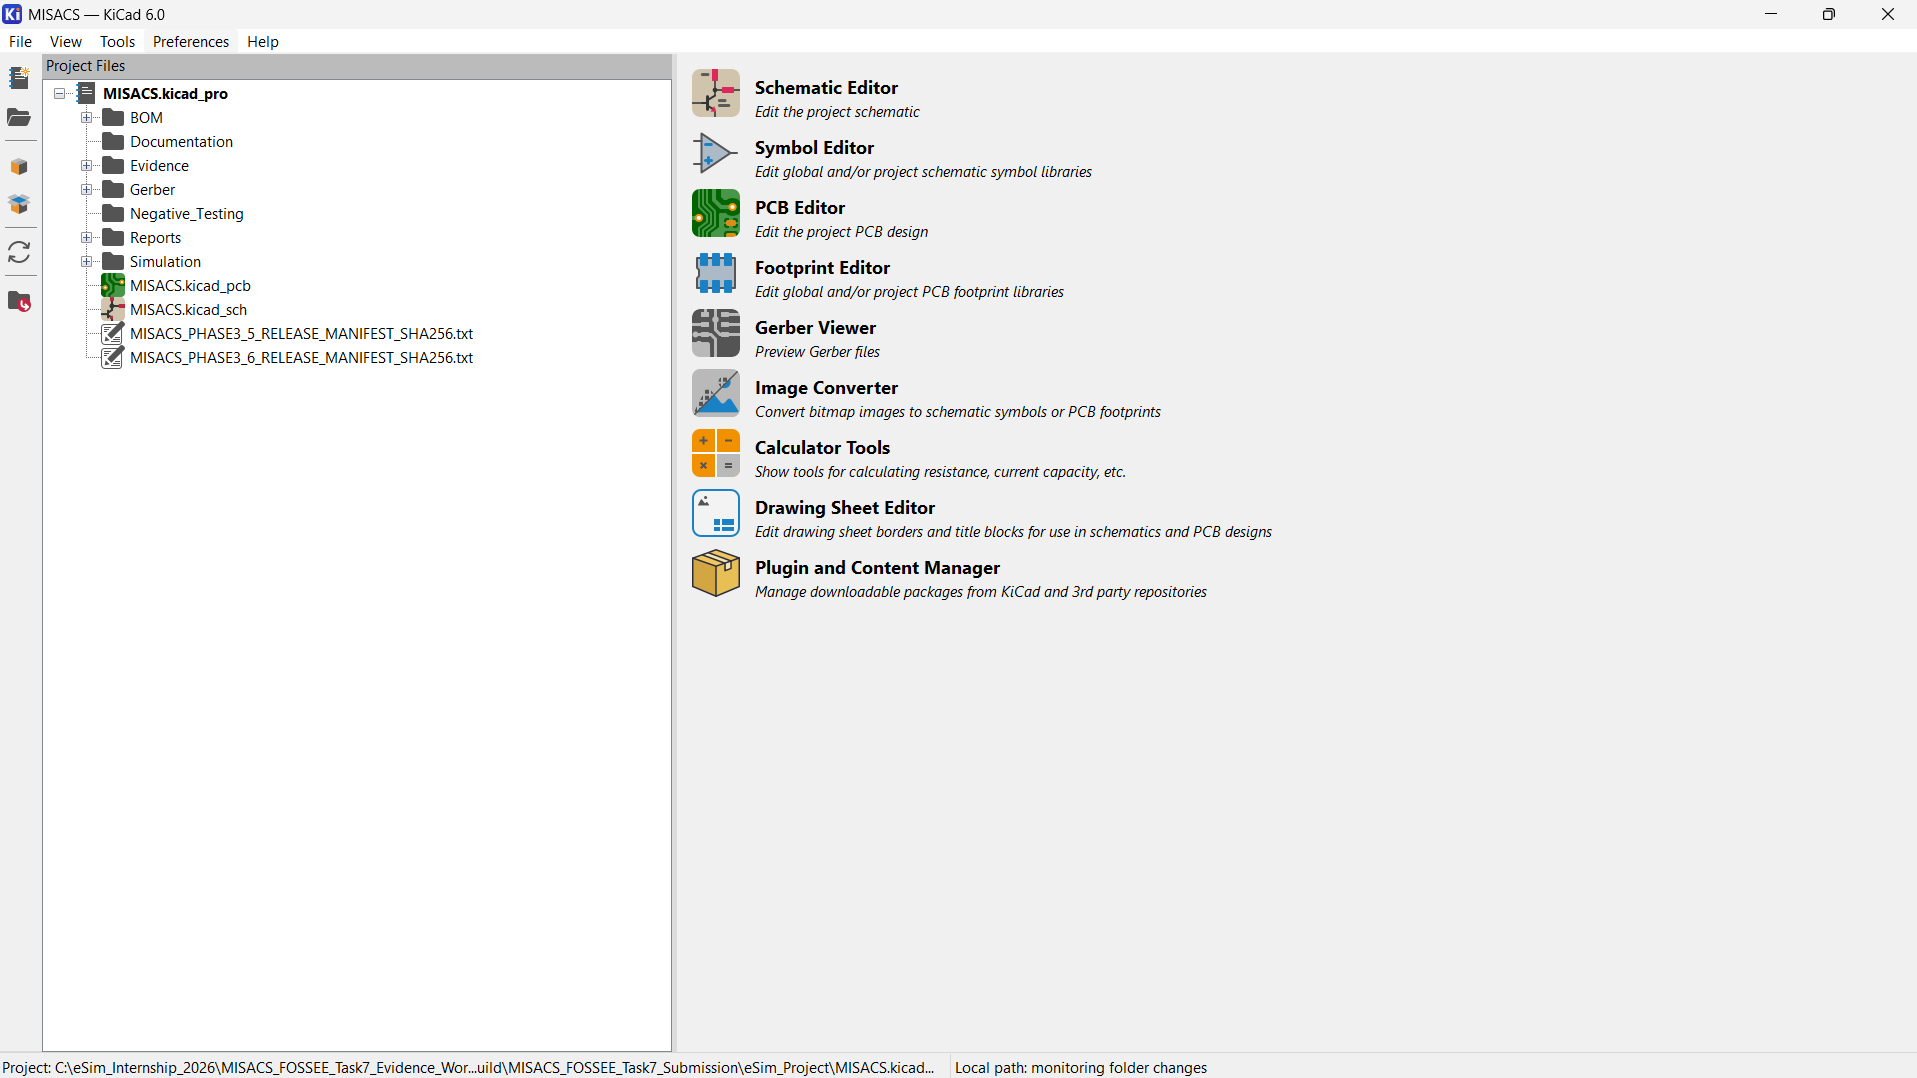 MISACS — KiCad 6.0
File View Tools Preferences Help
Project Files
MISACS.kicad_pro
BOM
Documentation
Evidence
Gerber
Negative_Testing
Reports
Simulation
MISACS.kicad_pcb
MISACS.kicad_sch
MISACS_PHASE3_5_RELEASE_MANIFEST_SHA256.txt
MISACS_PHASE3_6_RELEASE_MANIFEST_SHA256.txt
Schematic Editor
Edit the project schematic
Symbol Editor
Edit global and/or project schematic symbol libraries
PCB Editor
Edit the project PCB design
Footprint Editor
Edit global and/or project PCB footprint libraries
Gerber Viewer
Preview Gerber files
Image Converter
Convert bitmap images to schematic symbols or PCB footprints
Calculator Tools
Show tools for calculating resistance, current capacity, etc.
Drawing Sheet Editor
Edit drawing sheet borders and title blocks for use in schematics and PCB designs
Plugin and Content Manager
Manage downloadable packages from KiCad and 3rd party repositories
Project: C:\eSim_Internship_2026\MISACS_FOSSEE_Task7_Evidence_Wor...uild\MISACS_FOSSEE_Task7_Submission\eSim_Project\MISACS.kicad...
Local path: monitoring folder changes